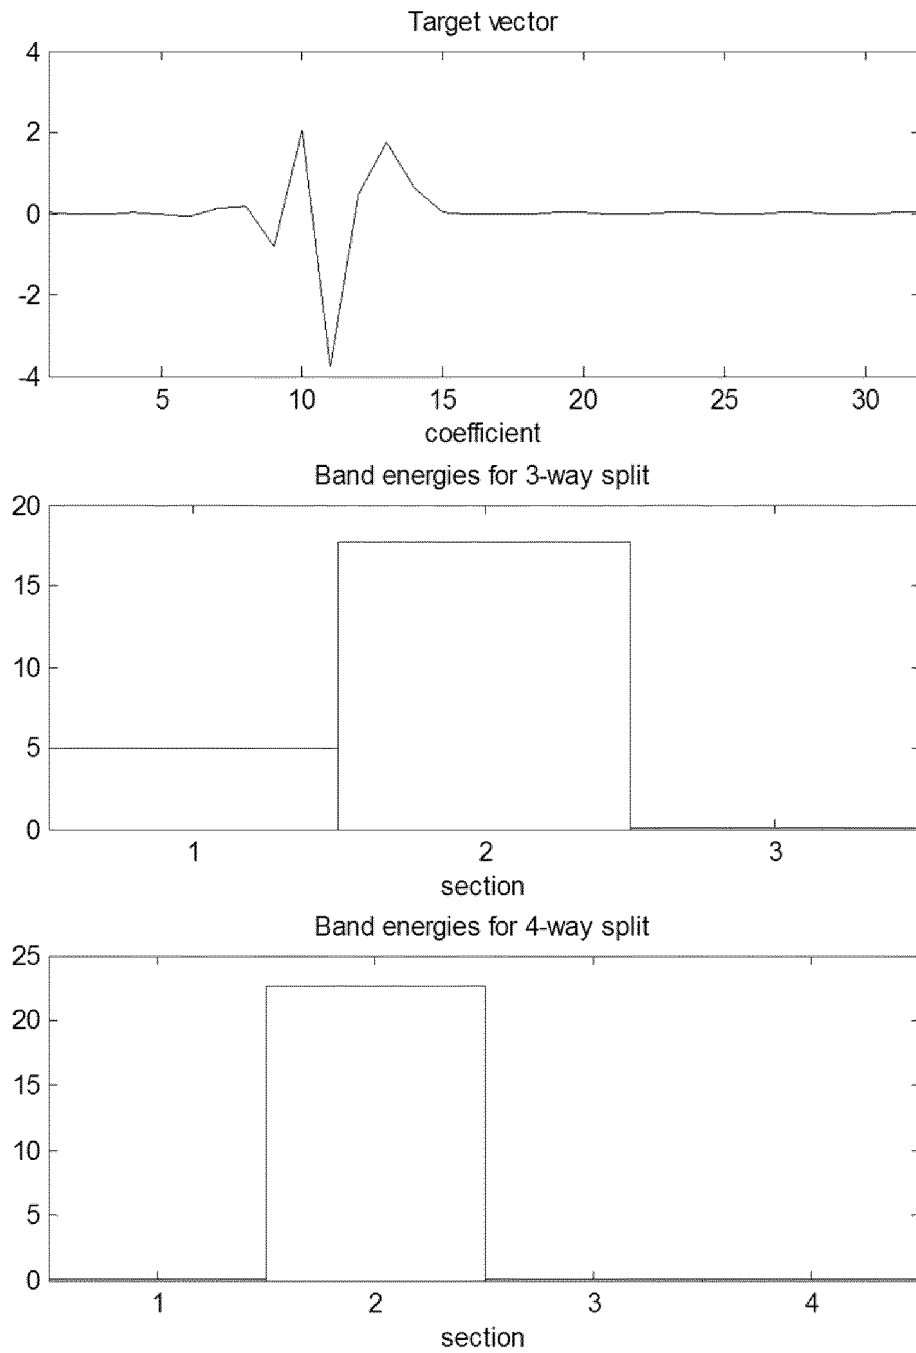 Target vector
4
2
0
-2
-4
5 10 15 20 25 30
coefficient
Band energies for 3-way split
20
15
10
5
0
1 2 3
section
Band energies for 4-way split
25
20
15
10
5
0
1 2 3 4
section